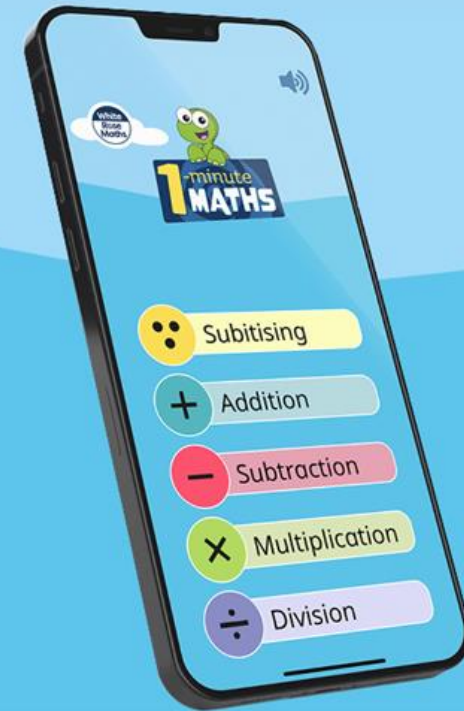 White
Rose
Maths
1-minute
MATHS
Subitising
+ Addition
− Subtraction
× Multiplication
÷ Division